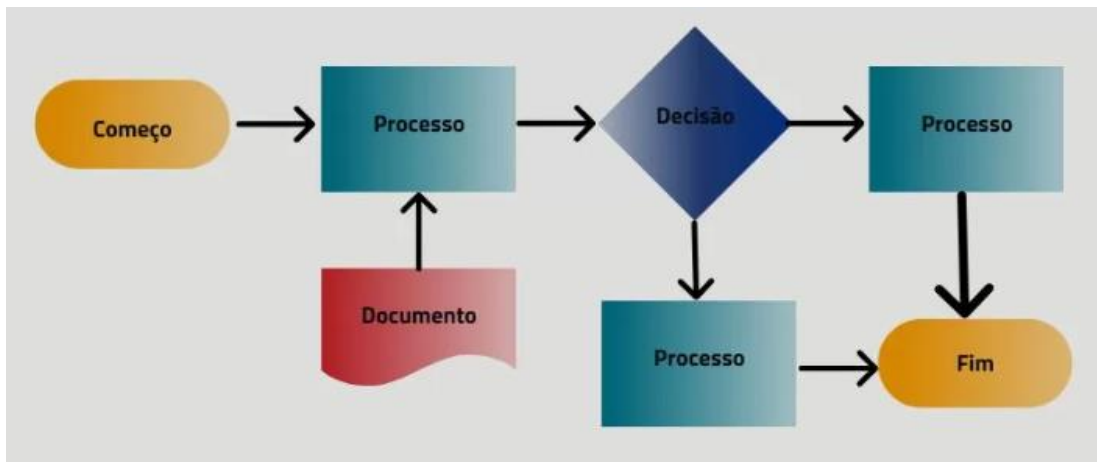 Começo
Processo
Decisão
Processo
Documento
Processo
Fim